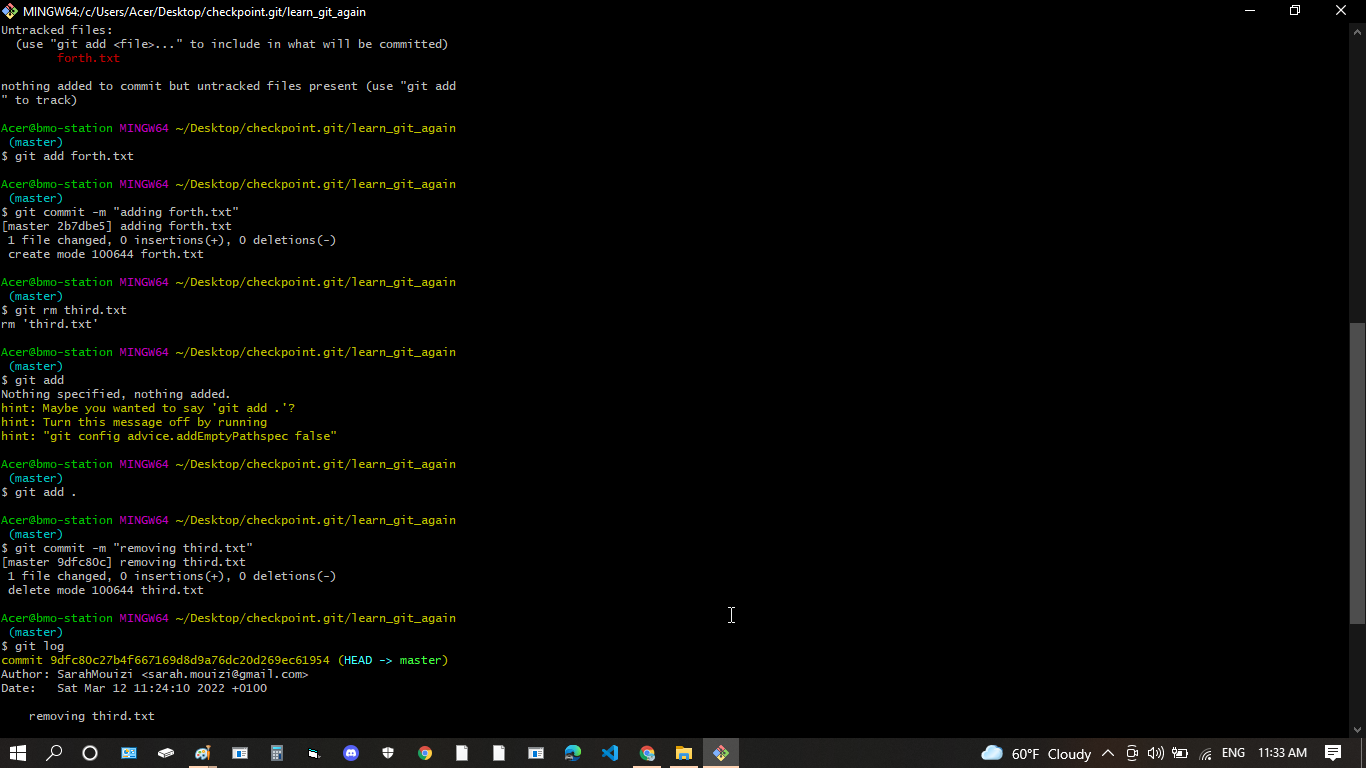 MINGW64:/c/Users/Acer/Desktop/checkpoint.git/learn_git_again
Untracked files:
  (use "git add <file>..." to include in what will be committed)
        forth.txt
nothing added to commit but untracked files present (use "git add
" to track)
Acer@bmo-station MINGW64 ~/Desktop/checkpoint.git/learn_git_again
 (master)
$ git add forth.txt
Acer@bmo-station MINGW64 ~/Desktop/checkpoint.git/learn_git_again
 (master)
$ git commit -m "adding forth.txt"
[master 2b7dbe5] adding forth.txt
 1 file changed, 0 insertions(+), 0 deletions(-)
 create mode 100644 forth.txt
Acer@bmo-station MINGW64 ~/Desktop/checkpoint.git/learn_git_again
 (master)
$ git rm third.txt
rm 'third.txt'
Acer@bmo-station MINGW64 ~/Desktop/checkpoint.git/learn_git_again
 (master)
$ git add
Nothing specified, nothing added.
hint: Maybe you wanted to say 'git add .'?
hint: Turn this message off by running
hint: "git config advice.addEmptyPathspec false"
Acer@bmo-station MINGW64 ~/Desktop/checkpoint.git/learn_git_again
 (master)
$ git add .
Acer@bmo-station MINGW64 ~/Desktop/checkpoint.git/learn_git_again
 (master)
$ git commit -m "removing third.txt"
[master 9dfc80c] removing third.txt
 1 file changed, 0 insertions(+), 0 deletions(-)
 delete mode 100644 third.txt
Acer@bmo-station MINGW64 ~/Desktop/checkpoint.git/learn_git_again
 (master)
$ git log
commit 9dfc80c27b4f667169d8d9a76dc20d269ec61954 (HEAD -> master)
Author: SarahMouizi <sarah.mouizi@gmail.com>
Date:   Sat Mar 12 11:24:10 2022 +0100
    removing third.txt
60°F Cloudy ENG 11:33 AM